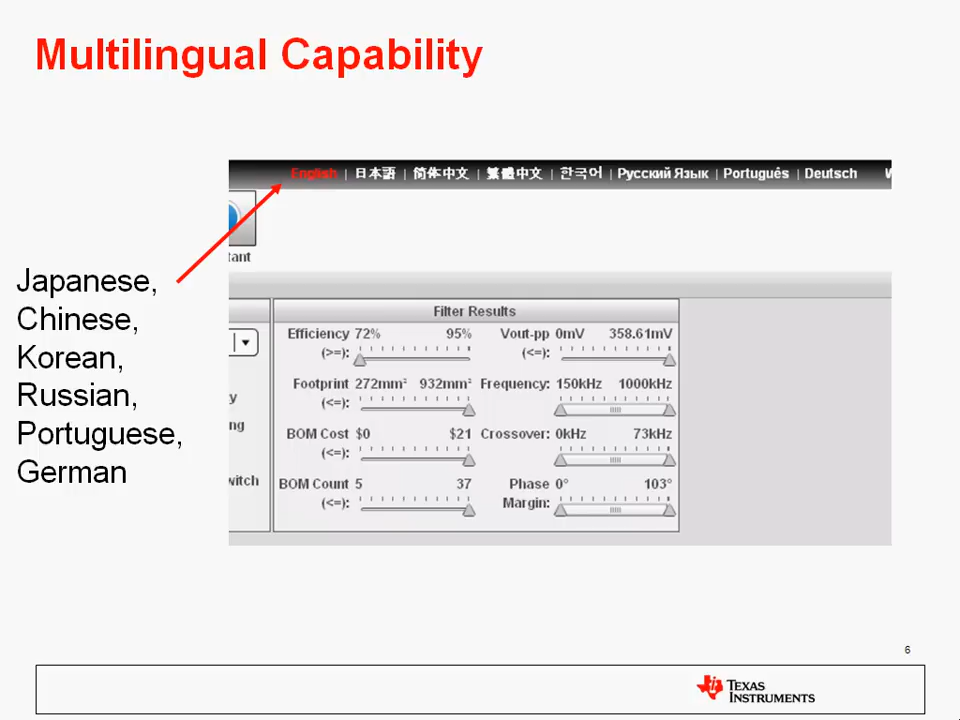 Multilingual Capability
English | 日本語 | 简体中文 | 繁體中文 | 한국어 | Русский Язык | Português | Deutsch
tant
Japanese,
Chinese,
Korean,
Russian,
Portuguese,
German
Filter Results
Efficiency 72% 95% Vout-pp 0mV 358.61mV
(>=): (<=):
Footprint 272mm² 932mm² Frequency: 150kHz 1000kHz
(<=):
BOM Cost $0 $21 Crossover: 0kHz 73kHz
(<=):
BOM Count 5 37 Phase 0° 103°
(<=): Margin:
y
ng
witch
6
TEXAS
INSTRUMENTS